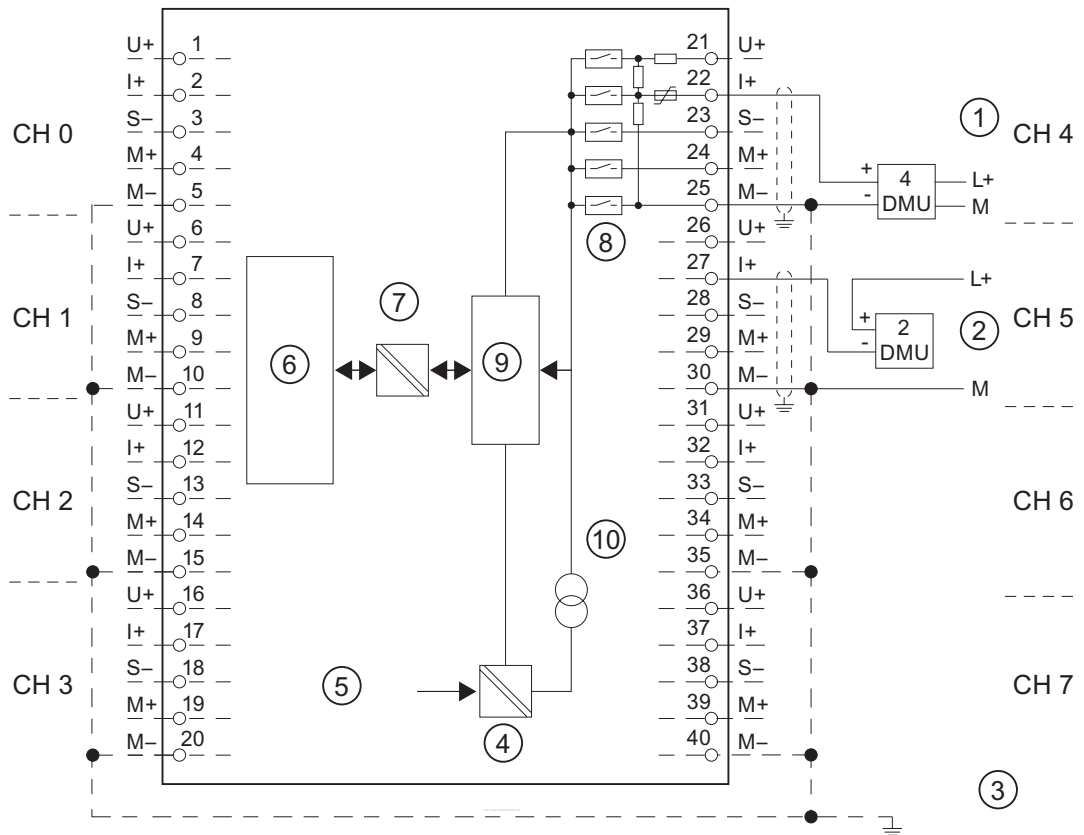 U+ 1 21 U+
I+ 2 22 I+
CH 0 S– 3 23 S– ① CH 4
M+ 4 24 M+ + 4 DMU L+
M– 5 25 M– - M
U+ 6 ⑧ 26 U+
I+ 7 27 I+ L+
CH 1 S– 8 ⑦ 28 S– + 2 DMU ② CH 5
M+ 9 ⑥ ⑨ 29 M+ -
M– 10 30 M– M
U+ 11 31 U+
I+ 12 32 I+
CH 2 S– 13 33 S– CH 6
M+ 14 ⑩ 34 M+
M– 15 35 M–
U+ 16 36 U+
I+ 17 37 I+
CH 3 S– 18 ⑤ 38 S– CH 7
M+ 19 ④ 39 M+
M– 20 40 M–
③